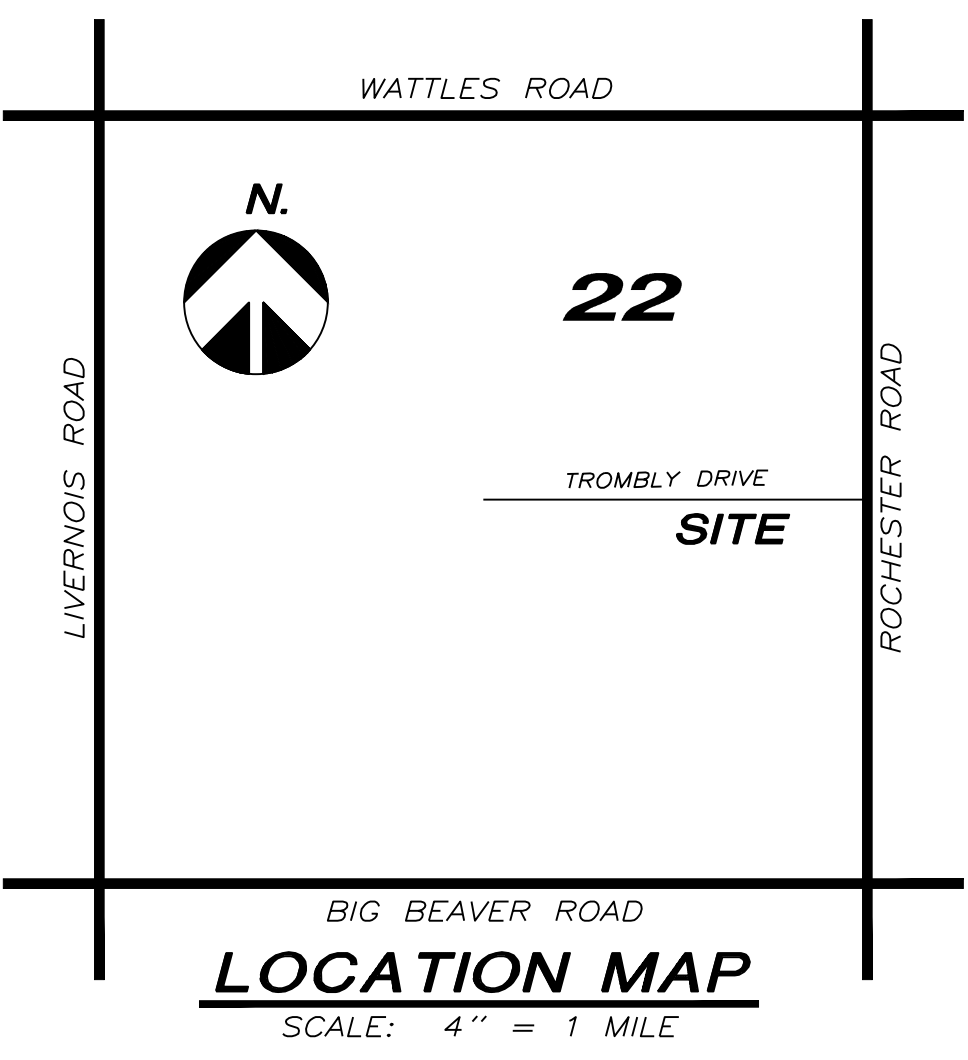 WATTLES ROAD
N.
22
LIVERNOIS ROAD
ROCHESTER ROAD
TROMBLY DRIVE
SITE
BIG BEAVER ROAD
LOCATION MAP
SCALE: 4" = 1 MILE